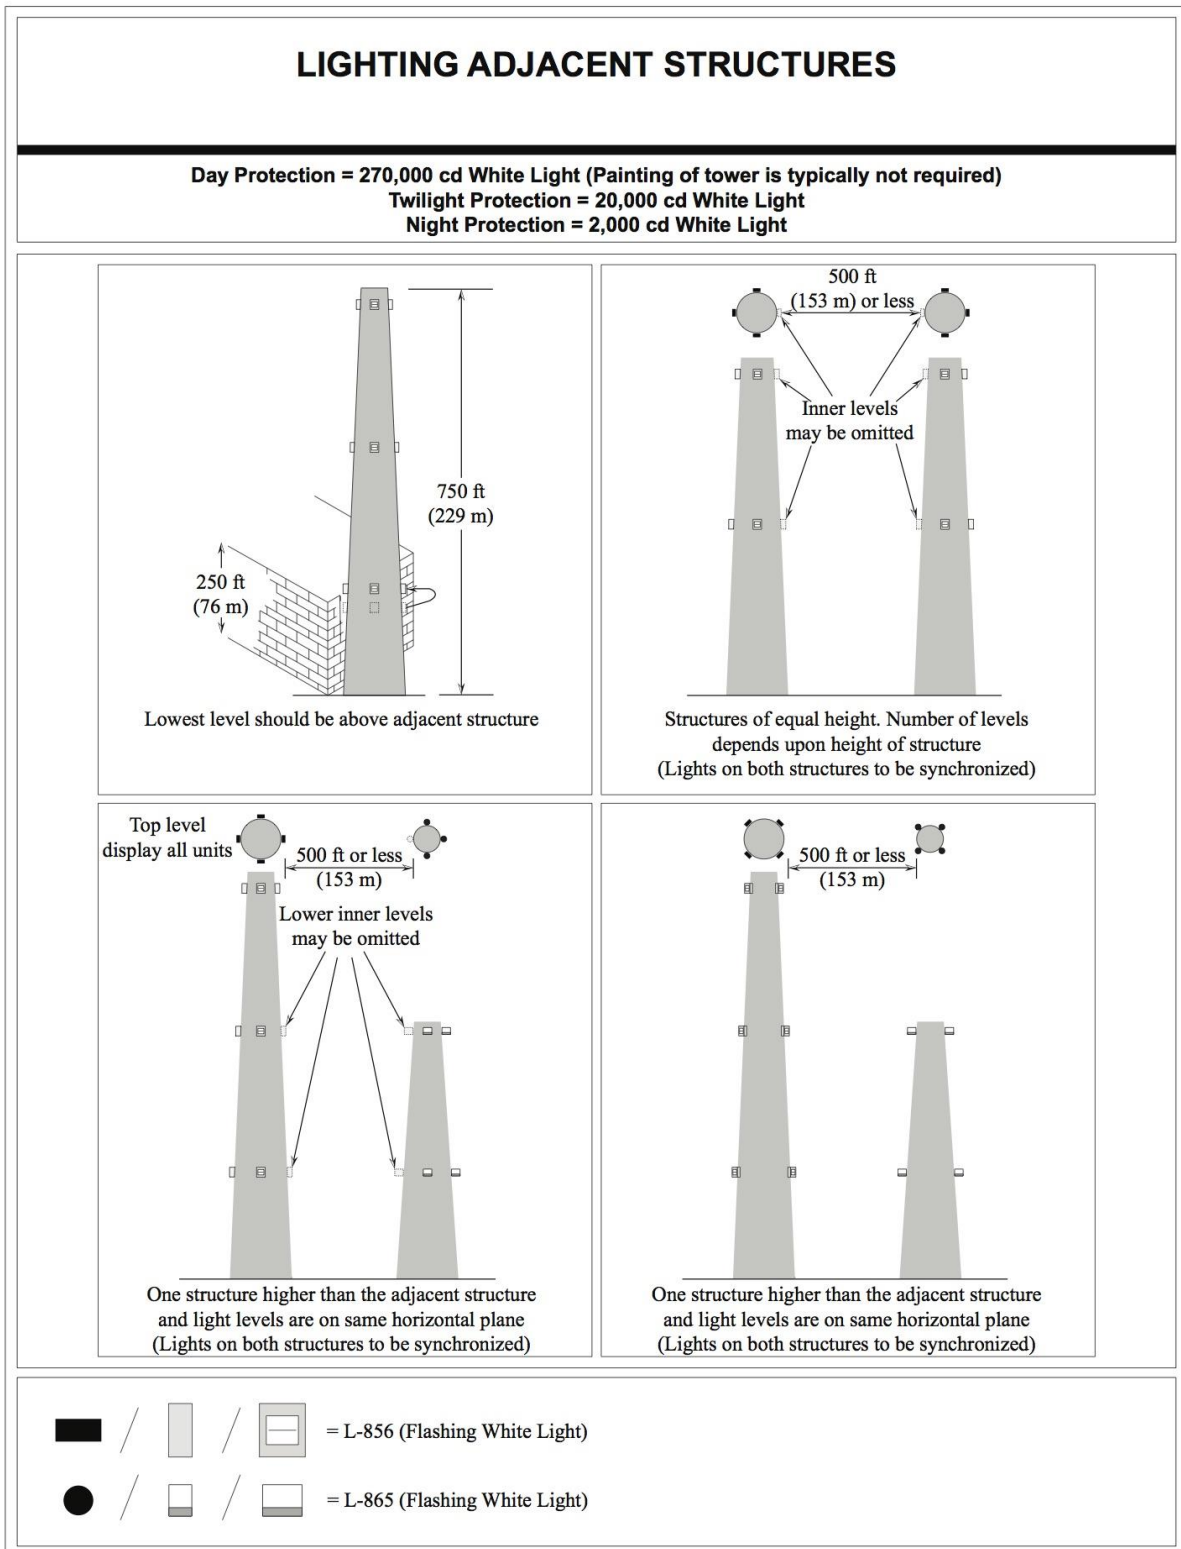 LIGHTING ADJACENT STRUCTURES
Day Protection = 270,000 cd White Light (Painting of tower is typically not required)
Twilight Protection = 20,000 cd White Light
Night Protection = 2,000 cd White Light
750 ft
(229 m)
250 ft
(76 m)
Lowest level should be above adjacent structure
500 ft
(153 m) or less
Inner levels
may be omitted
Structures of equal height. Number of levels
depends upon height of structure
(Lights on both structures to be synchronized)
Top level
display all units
500 ft or less
(153 m)
Lower inner levels
may be omitted
One structure higher than the adjacent structure
and light levels are on same horizontal plane
(Lights on both structures to be synchronized)
500 ft or less
(153 m)
One structure higher than the adjacent structure
and light levels are on same horizontal plane
(Lights on both structures to be synchronized)
= L-856 (Flashing White Light)
= L-865 (Flashing White Light)